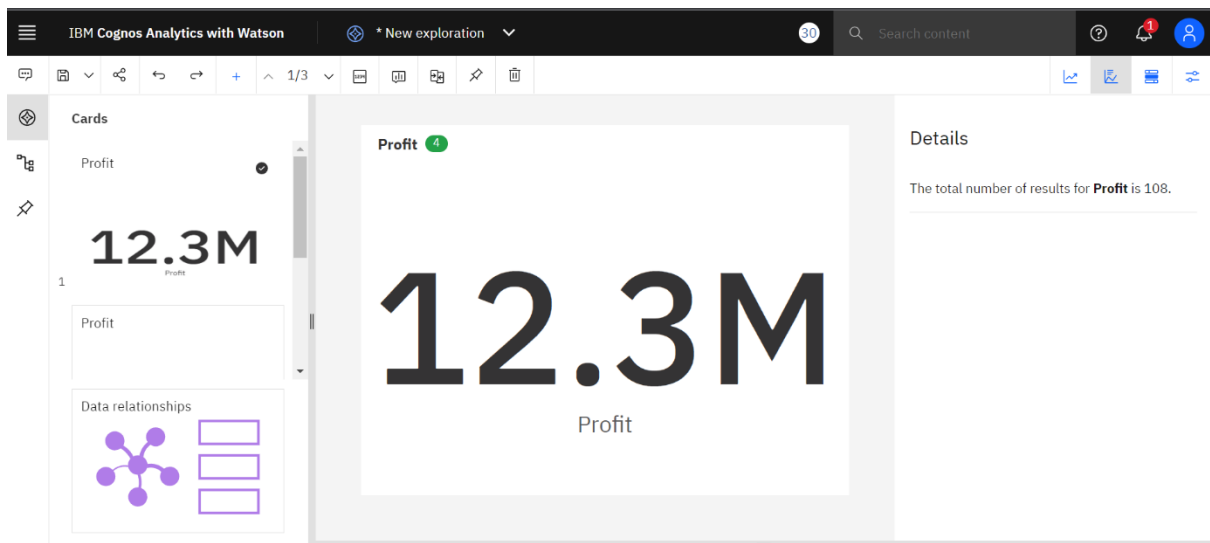 IBM Cognos Analytics with Watson
* New exploration
30
Search content
1
1/3
Cards
Profit
12.3M
Profit
1
Profit
Data relationships
Profit 4
12.3M
Profit
Details
The total number of results for Profit is 108.